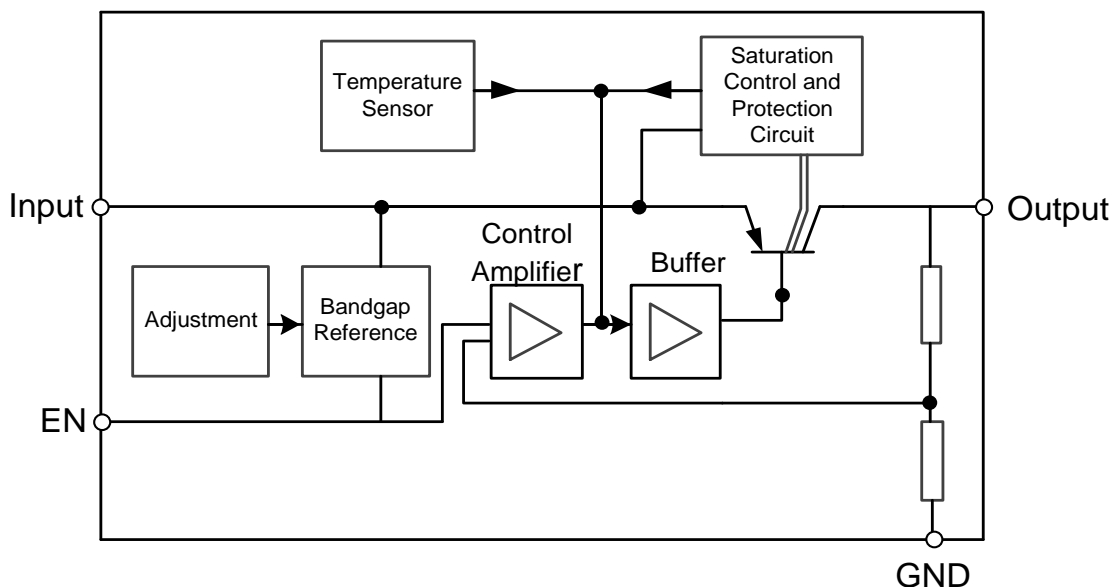 Temperature
Sensor
Saturation
Control and
Protection
Circuit
Input
Output
Control
Amplifier
Buffer
Adjustment
Bandgap
Reference
EN
GND